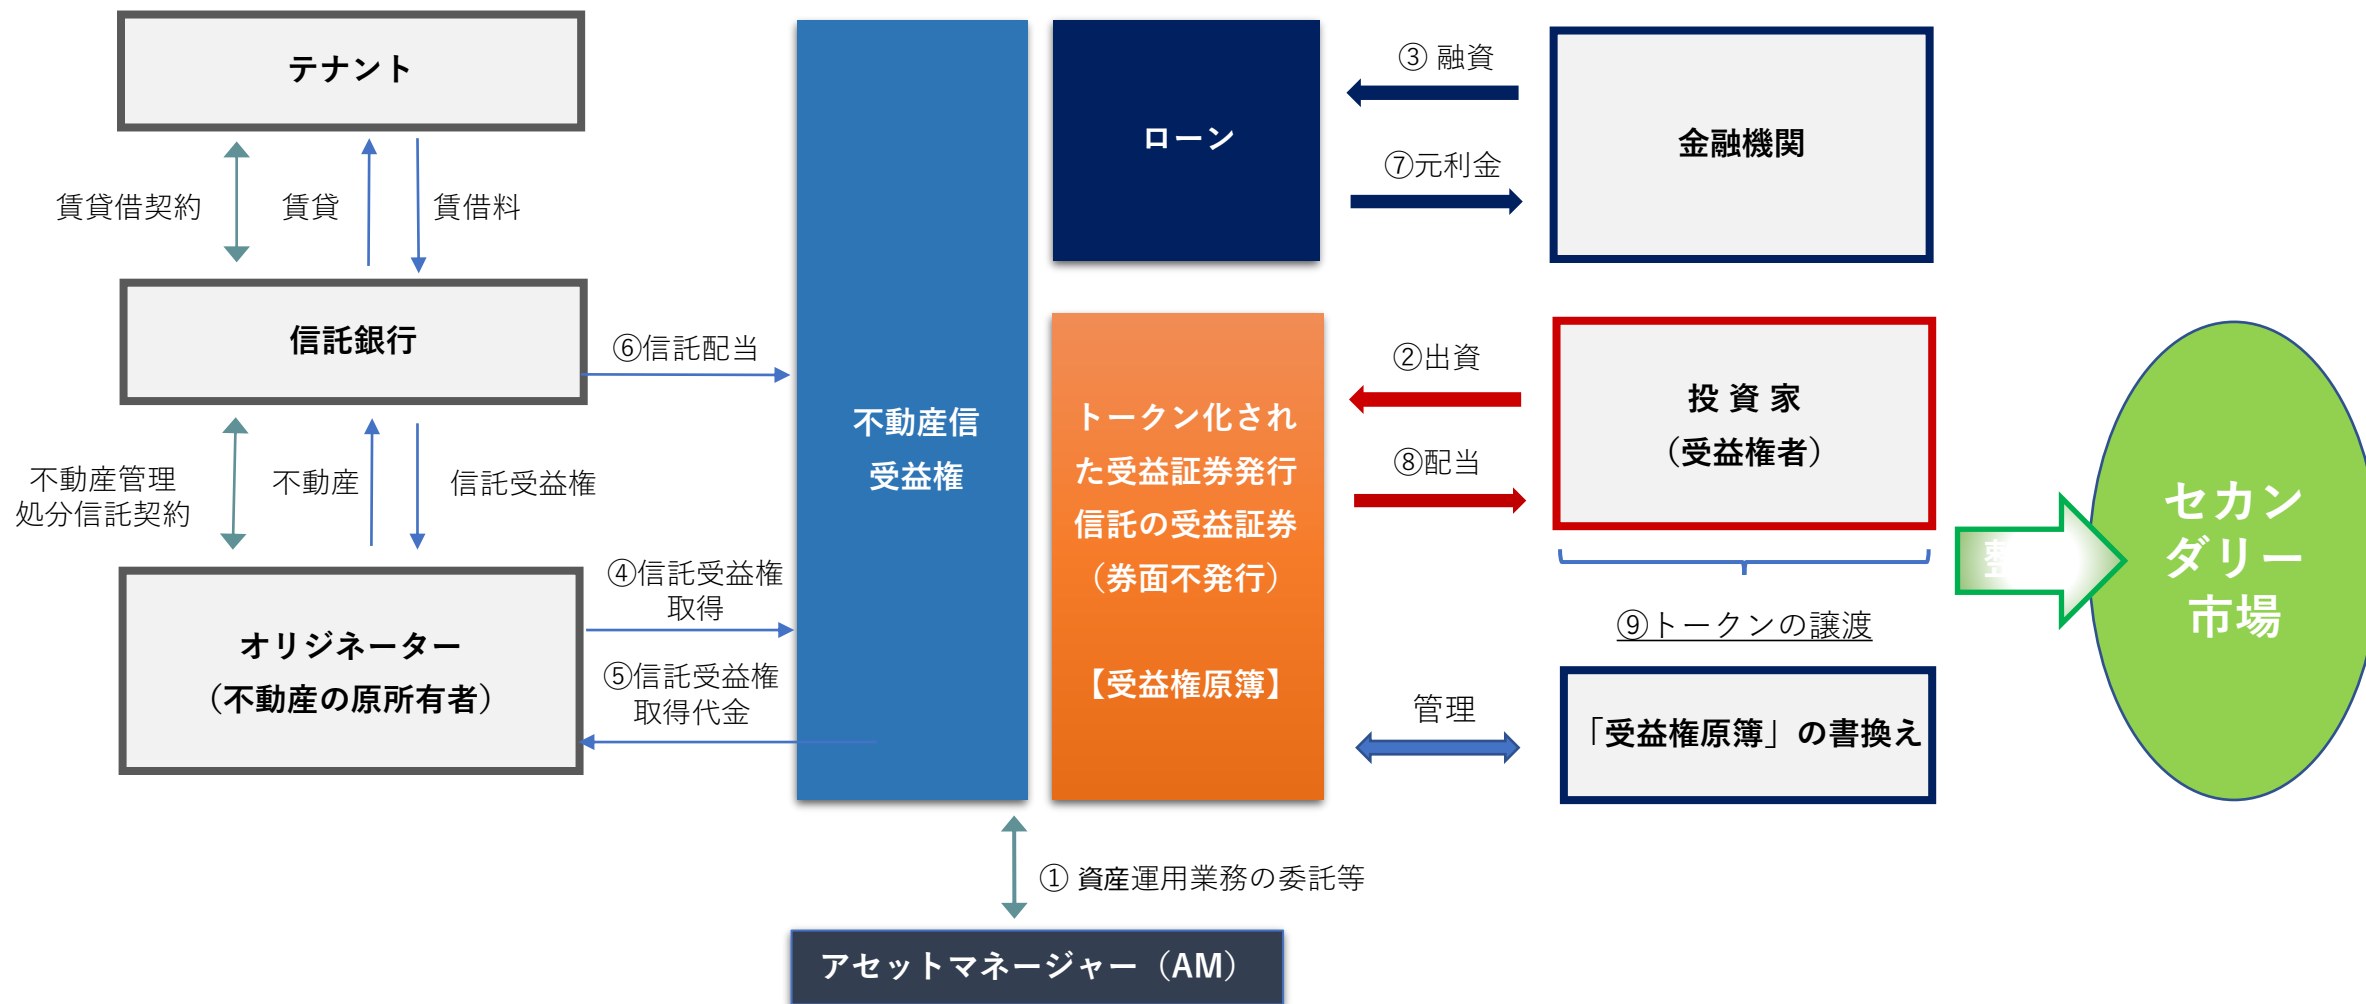 テナント
賃貸借契約
賃貸
賃借料
信託銀行
不動産管理
処分信託契約
不動産
信託受益権
オリジネーター
（不動産の原所有者）
⑥信託配当
④信託受益権
取得
⑤信託受益権
取得代金
不動産信
受益権
ローン
トークン化され
た受益証券発行
信託の受益証券
（券面不発行）
【受益権原簿】
③ 融資
⑦元利金
金融機関
②出資
⑧配当
投 資 家
（受益権者）
⑨トークンの譲渡
管理
「受益権原簿」の書換え
セカン
ダリー
市場
① 資産運用業務の委託等
アセットマネージャー（AM）